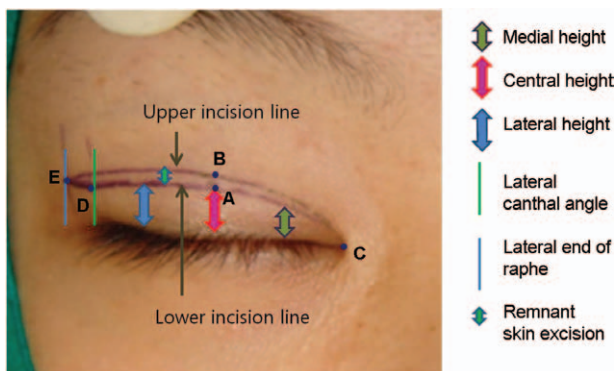 Upper incision line
B
E
D
A
C
Lower incision line
Medial height
Central height
Lateral height
Lateral
canthal angle
Lateral end of
raphe
Remnant
skin excision